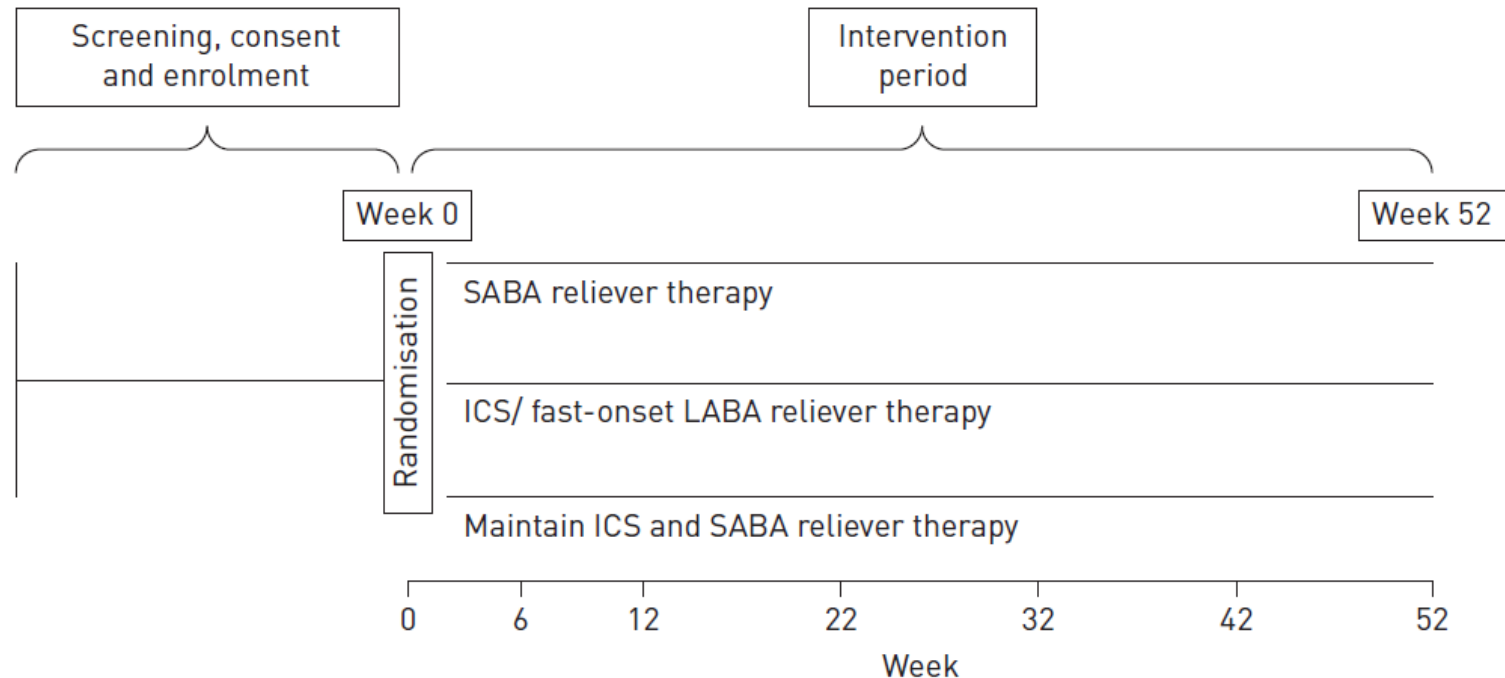 Screening, consent
and enrolment
Intervention
period
Week 0
Week 52
Randomisation
SABA reliever therapy
ICS/ fast-onset LABA reliever therapy
Maintain ICS and SABA reliever therapy
0 6 12 22 32 42 52
Week